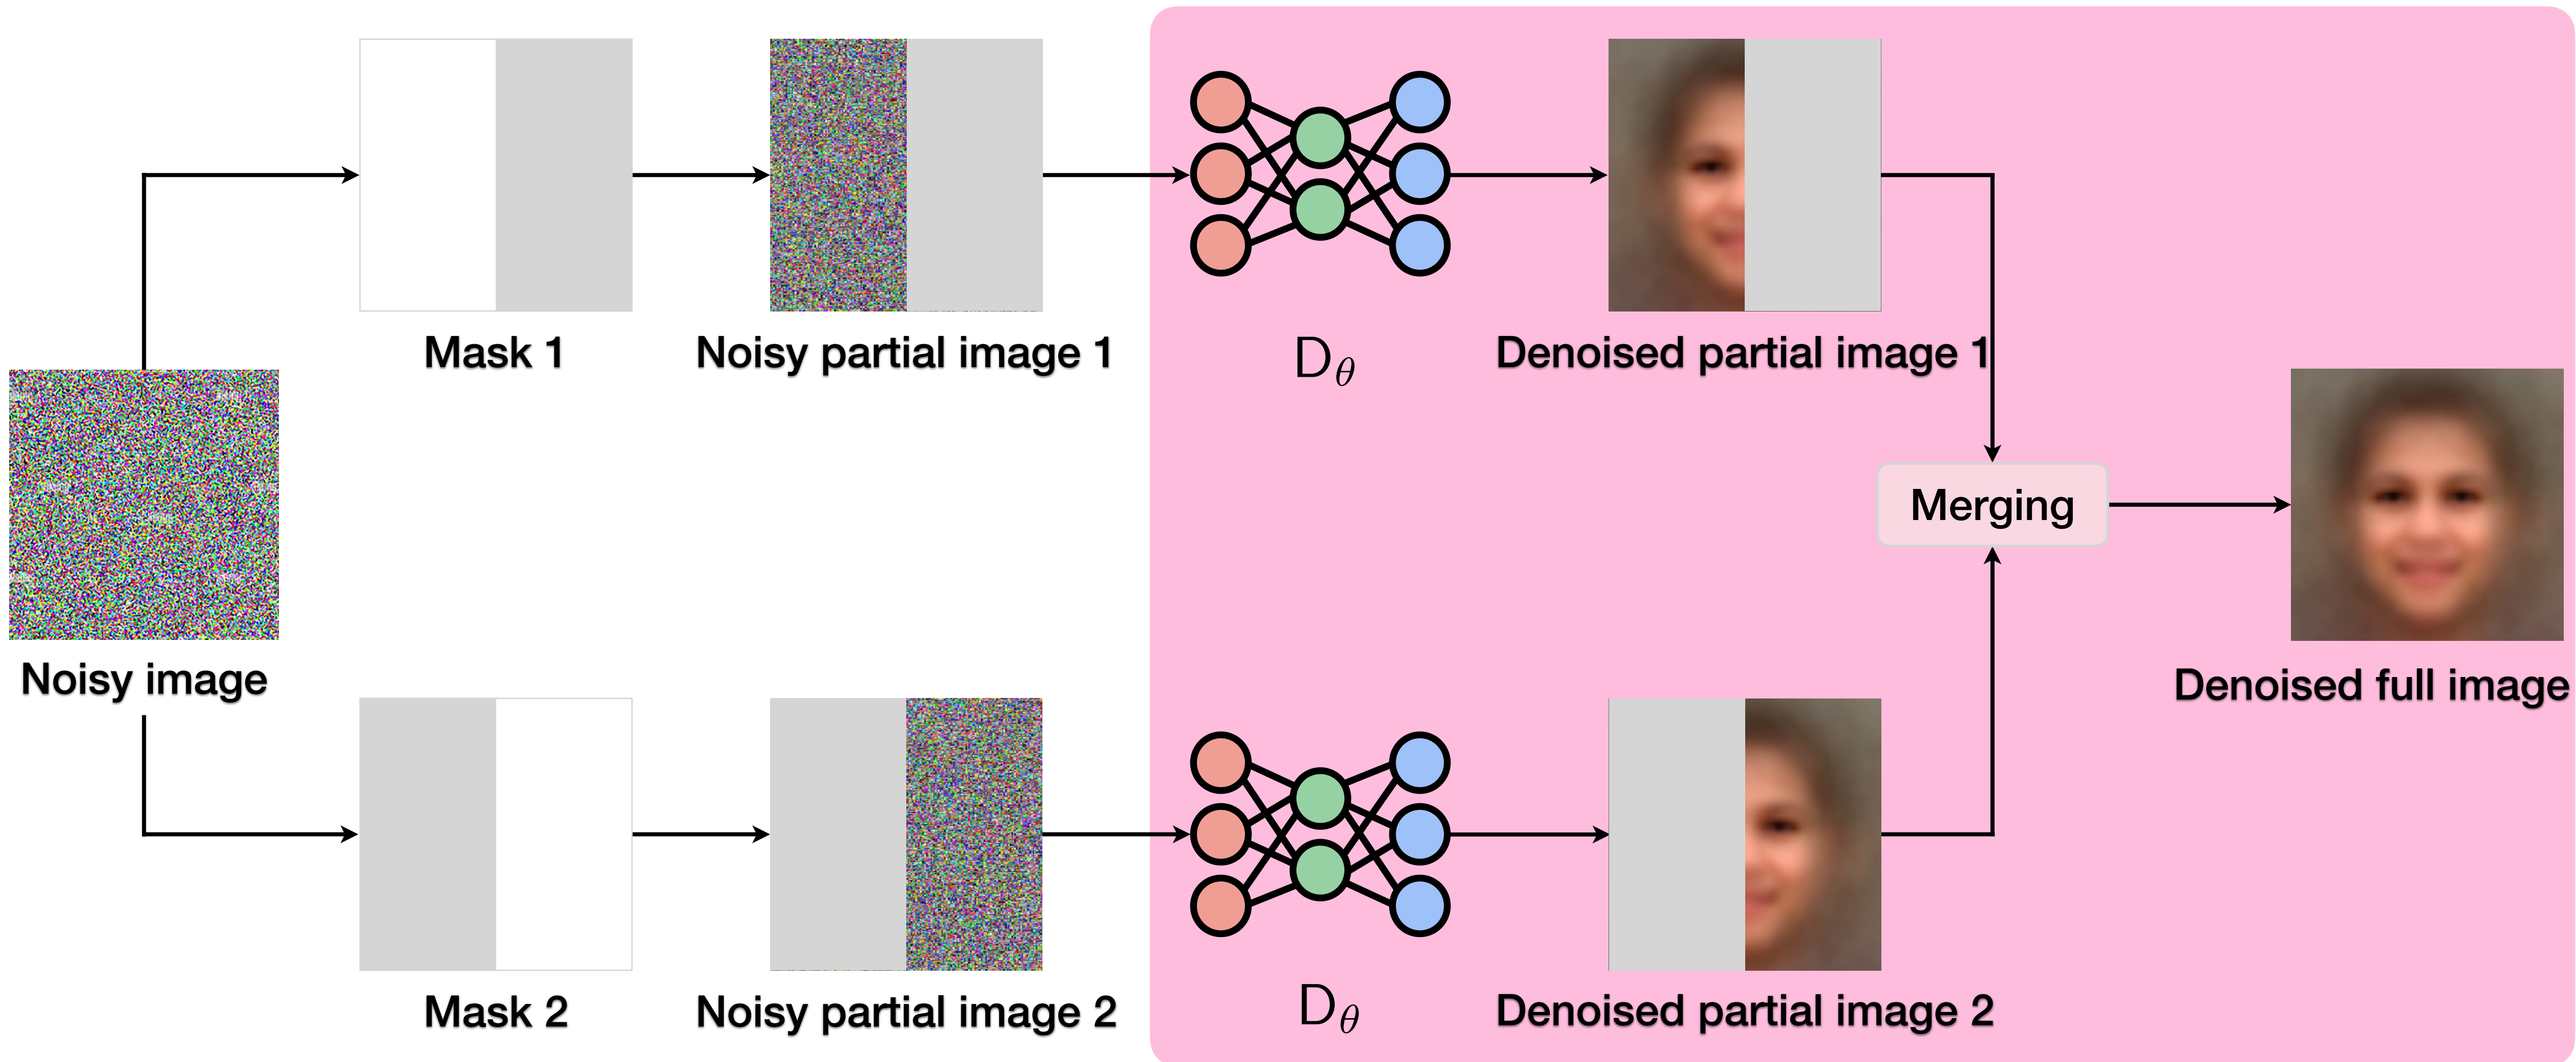 Mask 1
Noisy partial image 1
Dθ
Denoised partial image 1
Noisy image
Merging
Denoised full image
Mask 2
Noisy partial image 2
Dθ
Denoised partial image 2